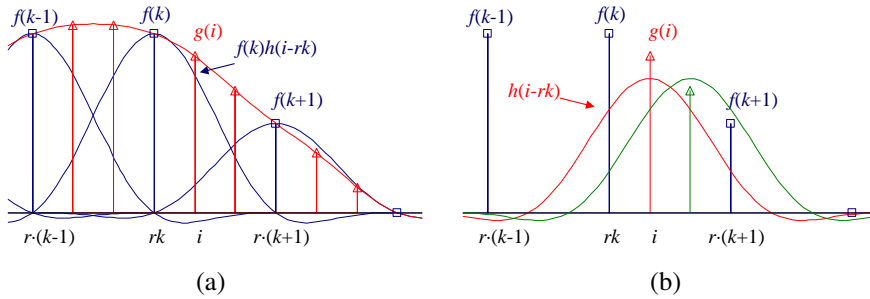 f(k-1)
f(k)
g(i)
f(k)h(i-rk)
f(k+1)
r·(k-1)
rk
i
r·(k+1)
(a)
f(k-1)
f(k)
g(i)
h(i-rk)
f(k+1)
r·(k-1)
rk
i
r·(k+1)
(b)